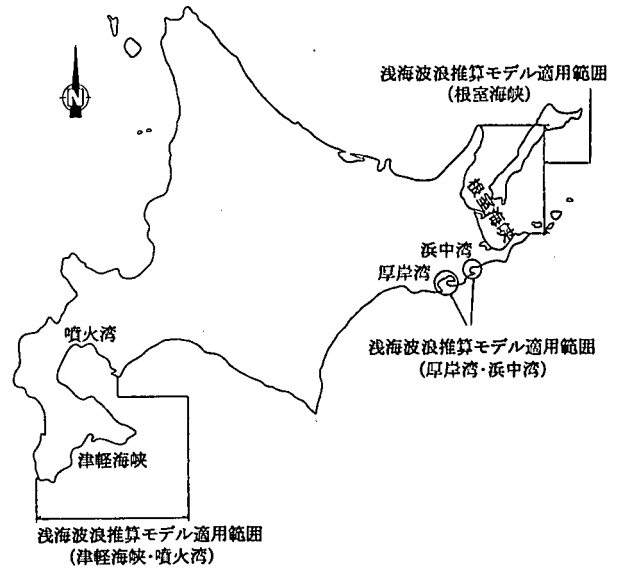 浅海波浪推算モデル適用範囲
(根室海峡)
N
根室海峡
浜中湾
厚岸湾
浅海波浪推算モデル適用範囲
(厚岸湾・浜中湾)
噴火湾
津軽海峡
浅海波浪推算モデル適用範囲
(津軽海峡・噴火湾)